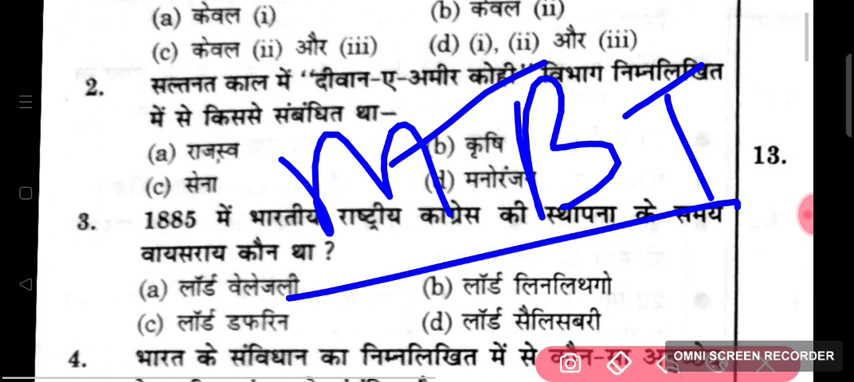 (a) केवल (i) (b) केवल (ii)
(c) केवल (ii) और (iii) (d) (i), (ii) और (iii)
2. सल्तनत काल में "दीवान-ए-अमीर कोही" विभाग निम्नलिखित
में से किससे संबंधित था–
(a) राजस्व (b) कृषि
(c) सेना (d) मनोरंजन
MTBT
13.
3. 1885 में भारतीय राष्ट्रीय कांग्रेस की स्थापना के समय
वायसराय कौन था ?
(a) लॉर्ड वेलेजली (b) लॉर्ड लिनलिथगो
(c) लॉर्ड डफरिन (d) लॉर्ड सैलिसबरी
4. भारत के संविधान का निम्नलिखित में से कौन-सा
OMNI SCREEN RECORDER